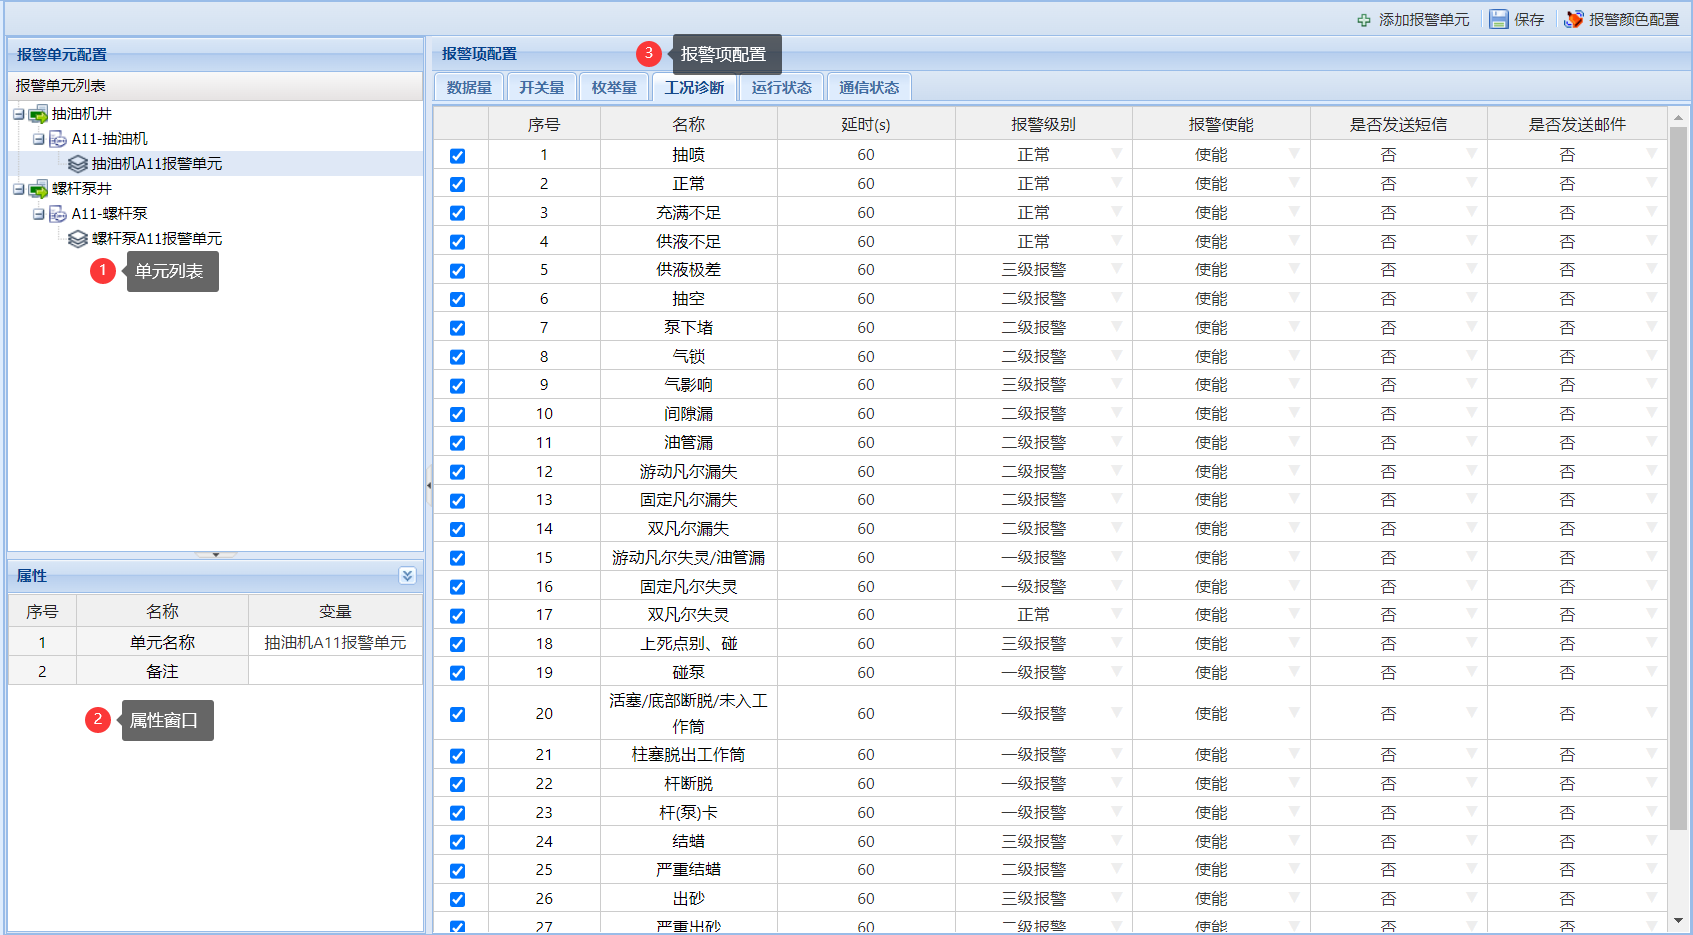 添加报警单元 保存 报警颜色配置
报警单元配置
报警单元列表
抽油机井
A11-抽油机
抽油机A11报警单元
螺杆泵井
A11-螺杆泵
螺杆泵A11报警单元
1 单元列表
属性
序号 名称 变量
1 单元名称 抽油机A11报警单元
2 备注
2 属性窗口
报警项配置
3 报警项配置
数据量 开关量 枚举量 工况诊断 运行状态 通信状态
序号 名称 延时(s) 报警级别 报警使能 是否发送短信 是否发送邮件
1 抽喷 60 正常 使能 否 否
2 正常 60 正常 使能 否 否
3 充满不足 60 正常 使能 否 否
4 供液不足 60 正常 使能 否 否
5 供液极差 60 三级报警 使能 否 否
6 抽空 60 二级报警 使能 否 否
7 泵下堵 60 二级报警 使能 否 否
8 气锁 60 二级报警 使能 否 否
9 气影响 60 三级报警 使能 否 否
10 间隙漏 60 二级报警 使能 否 否
11 油管漏 60 二级报警 使能 否 否
12 游动凡尔漏失 60 二级报警 使能 否 否
13 固定凡尔漏失 60 二级报警 使能 否 否
14 双凡尔漏失 60 二级报警 使能 否 否
15 游动凡尔失灵/油管漏 60 一级报警 使能 否 否
16 固定凡尔失灵 60 一级报警 使能 否 否
17 双凡尔失灵 60 正常 使能 否 否
18 上死点别、碰 60 三级报警 使能 否 否
19 碰泵 60 一级报警 使能 否 否
20 活塞/底部断脱/未入工作筒 60 一级报警 使能 否 否
21 柱塞脱出工作筒 60 一级报警 使能 否 否
22 杆断脱 60 一级报警 使能 否 否
23 杆(泵)卡 60 一级报警 使能 否 否
24 结蜡 60 三级报警 使能 否 否
25 严重结蜡 60 二级报警 使能 否 否
26 出砂 60 三级报警 使能 否 否
27 严重出砂 60 二级报警 使能 否 否